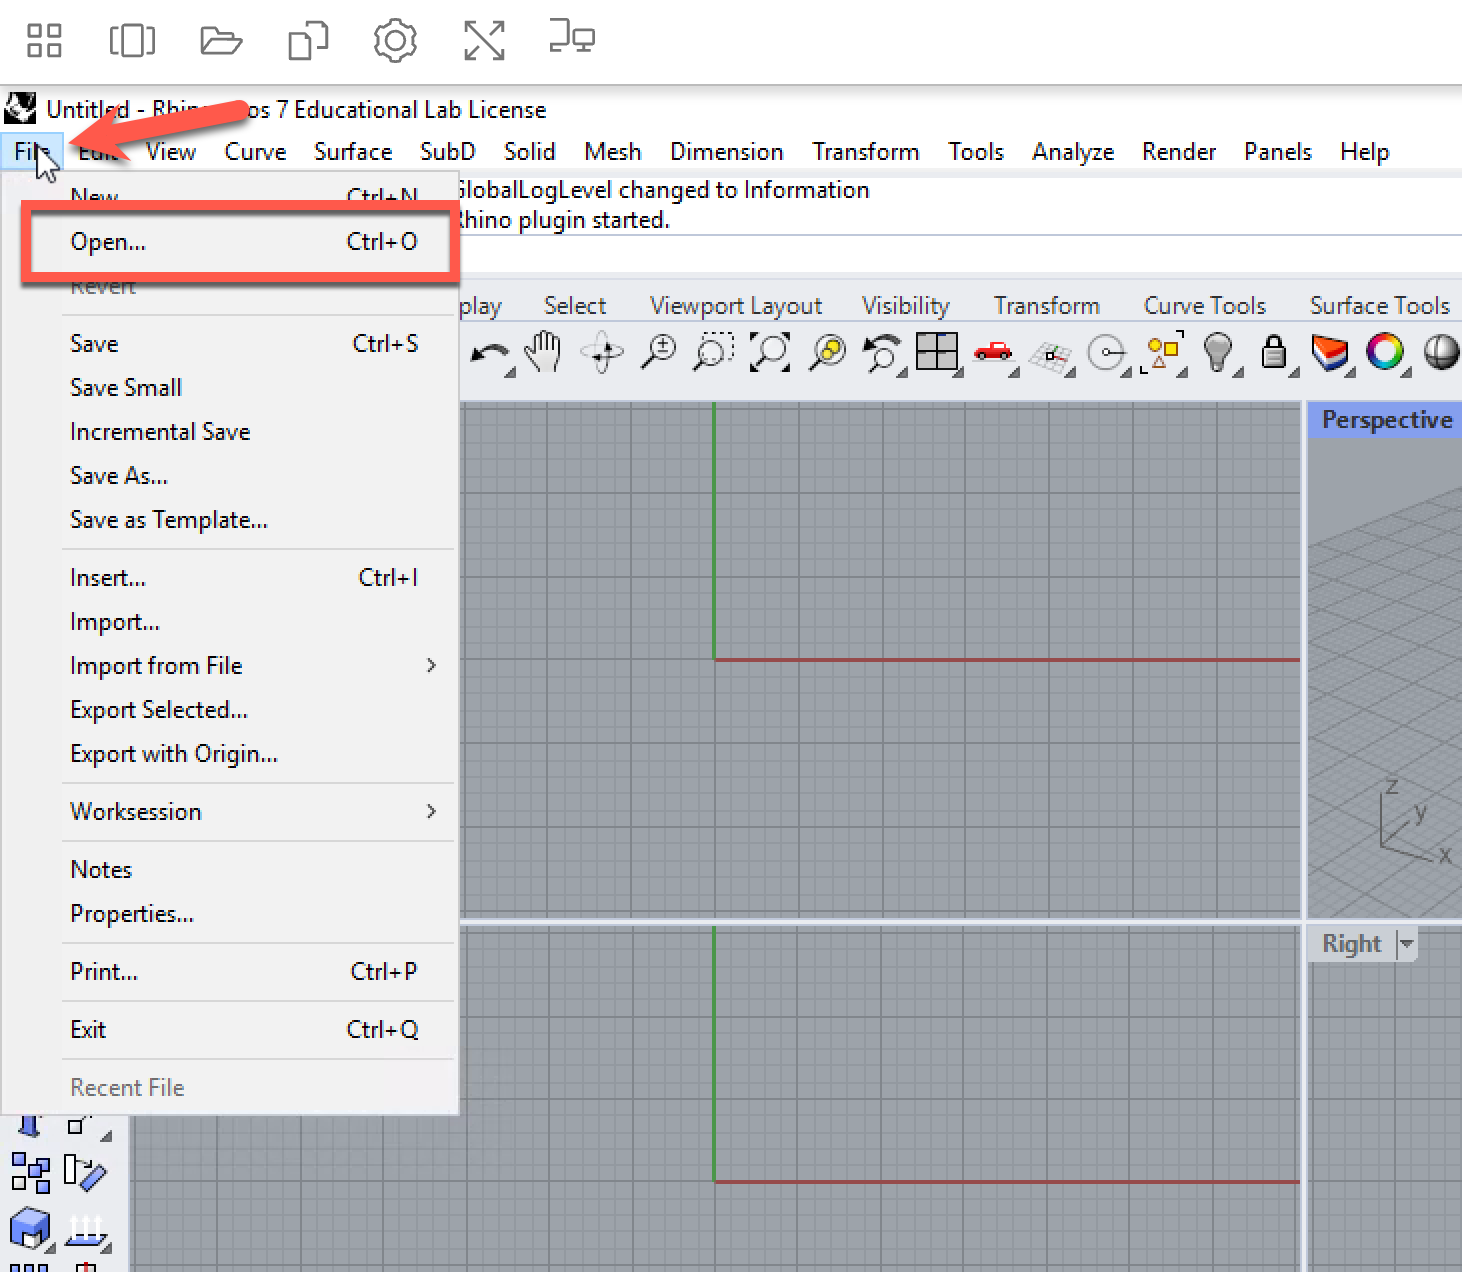 Untitled - Rhinoceros 7 Educational Lab License
File Edit View Curve Surface SubD Solid Mesh Dimension Transform Tools Analyze Render Panels Help
GlobalLogLevel changed to Information
Rhino plugin started.
New Ctrl+N
Open... Ctrl+O
Revert
Save Ctrl+S
Save Small
Incremental Save
Save As...
Save as Template...
Insert... Ctrl+I
Import...
Import from File
Export Selected...
Export with Origin...
Worksession
Notes
Properties...
Print... Ctrl+P
Exit Ctrl+Q
Recent File
play Select Viewport Layout Visibility Transform Curve Tools Surface Tools
Perspective
z
y
x
Right